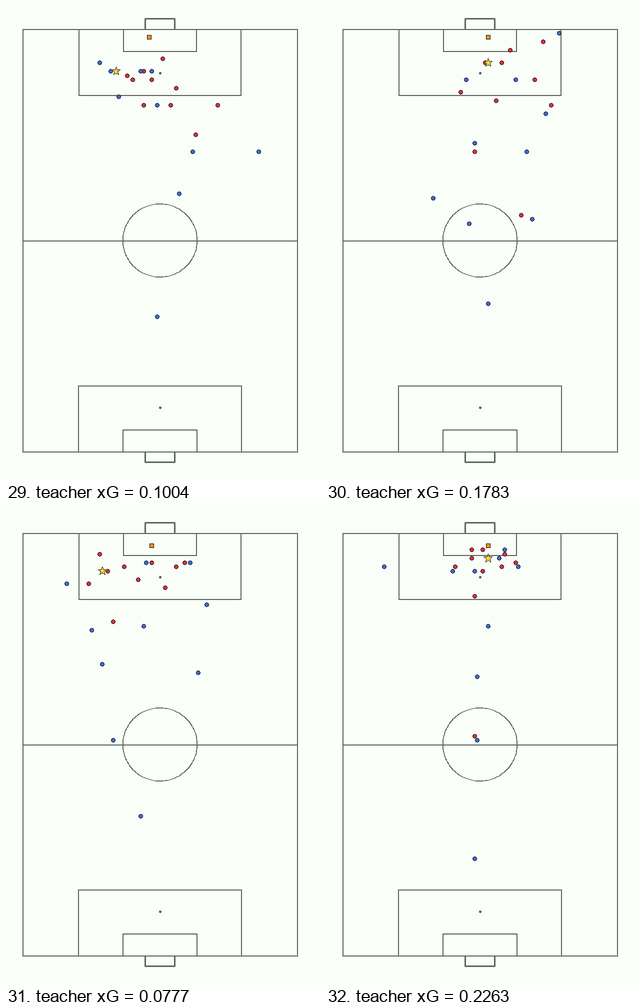 29. teacher xG = 0.1004
30. teacher xG = 0.1783
31. teacher xG = 0.0777
32. teacher xG = 0.2263